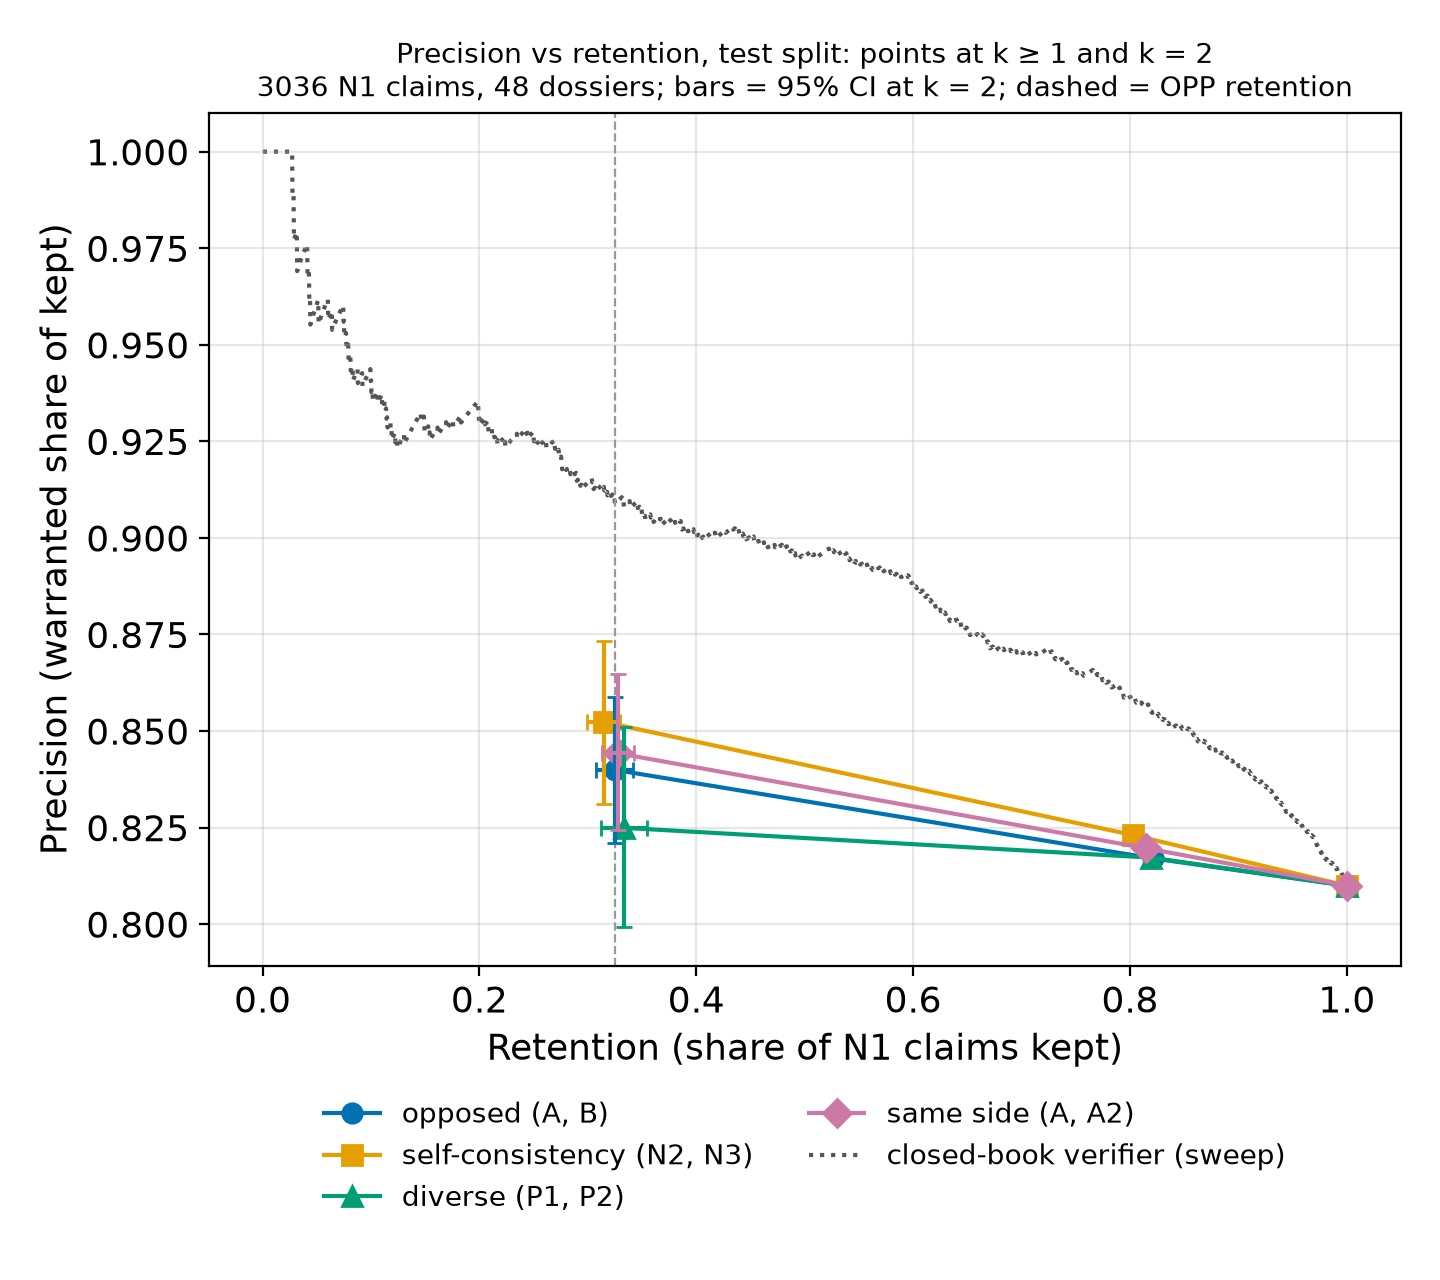 Precision vs retention, test split: points at k ≥ 1 and k = 2
3036 N1 claims, 48 dossiers; bars = 95% CI at k = 2; dashed = OPP retention
Precision (warranted share of kept)
1.000
0.975
0.950
0.925
0.900
0.875
0.850
0.825
0.800
0.0 0.2 0.4 0.6 0.8 1.0
Retention (share of N1 claims kept)
opposed (A, B)
self-consistency (N2, N3)
diverse (P1, P2)
same side (A, A2)
closed-book verifier (sweep)